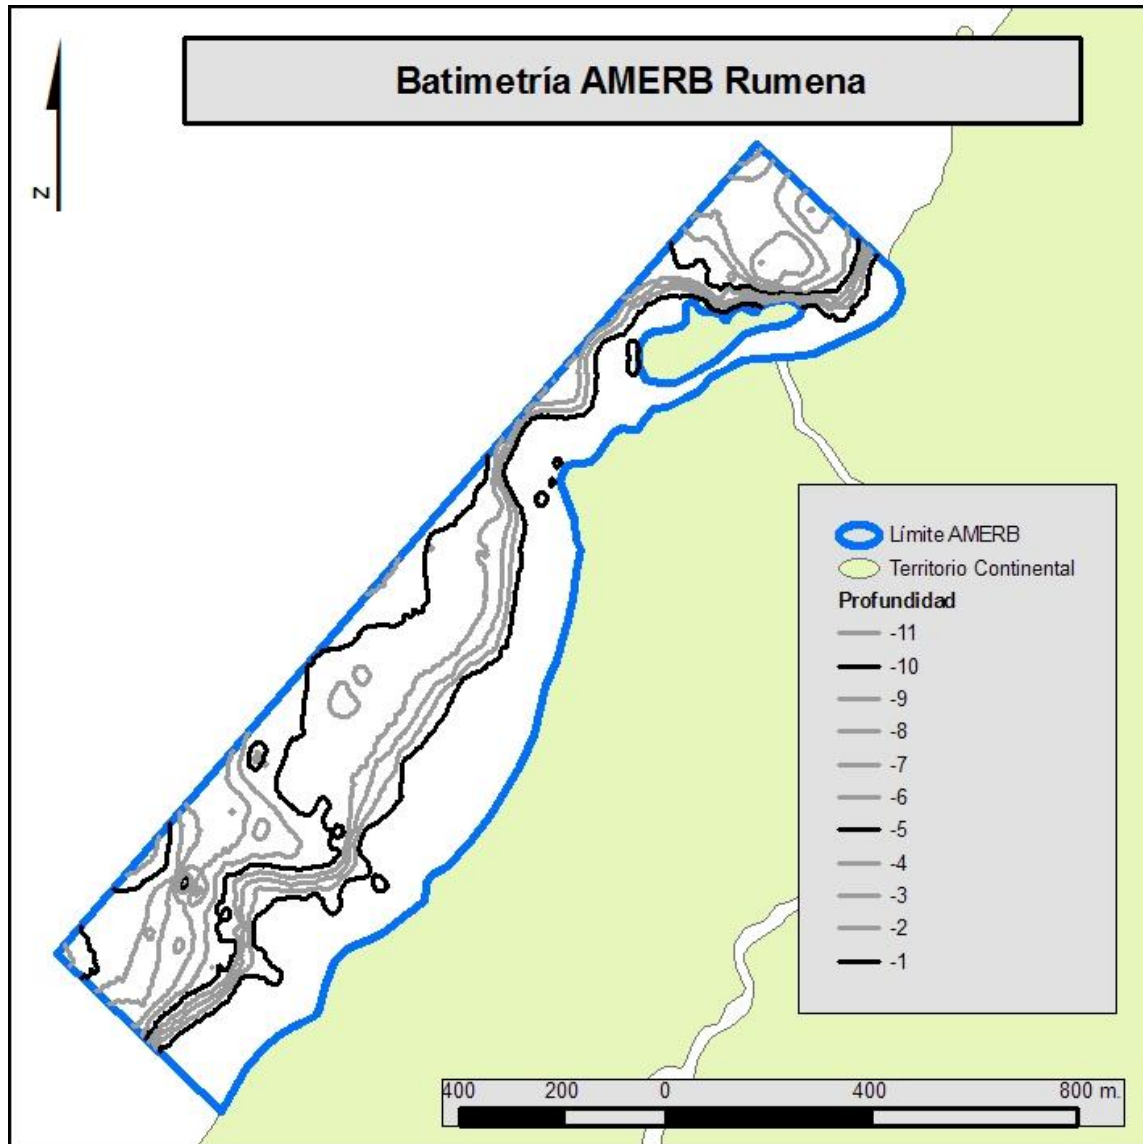 Batimetría AMERB Rumena
N
Límite AMERB
Territorio Continental
Profundidad
-11
-10
-9
-8
-7
-6
-5
-4
-3
-2
-1
400 200 0 400 800 m.